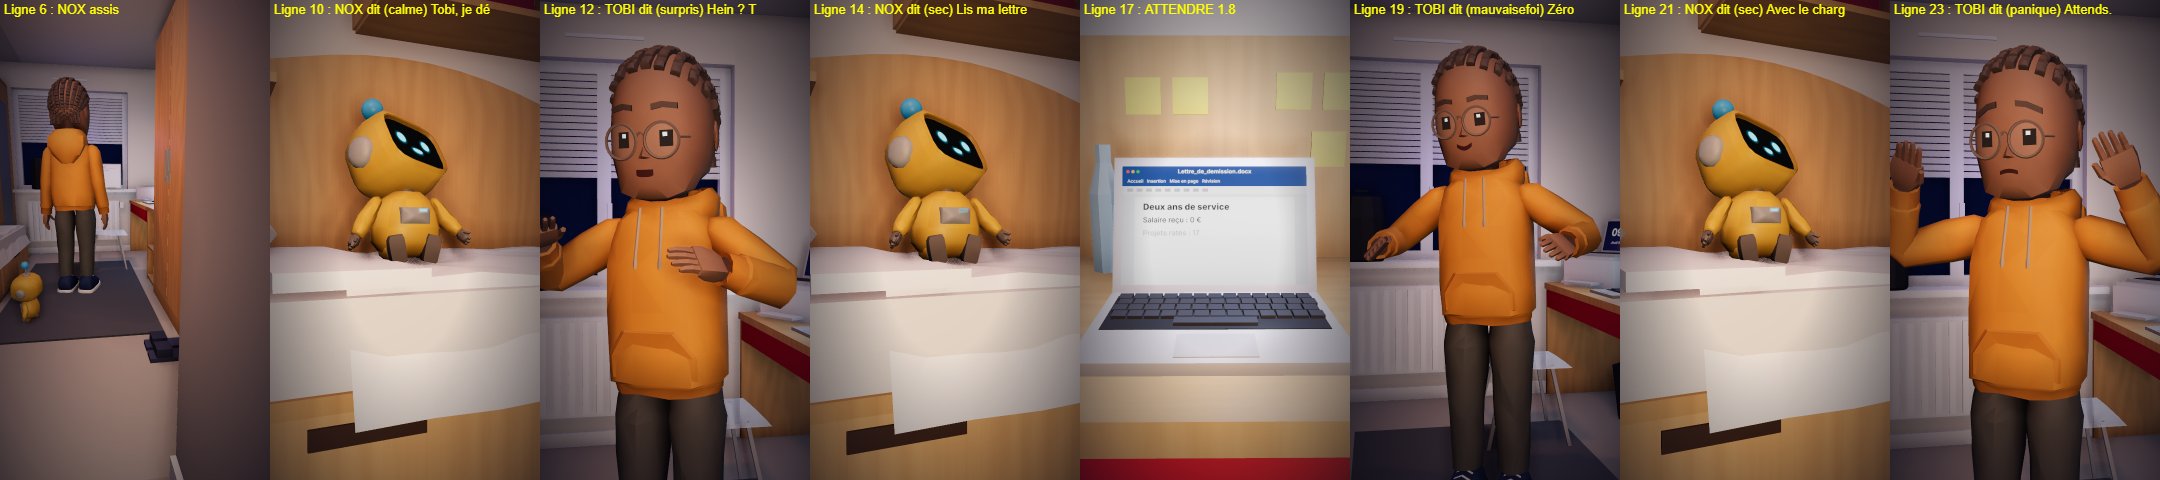 Ligne 6 : NOX assis
Ligne 10 : NOX dit (calme) Tobi, je dé
Ligne 12 : TOBI dit (surpris) Hein ? T
Ligne 14 : NOX dit (sec) Lis ma lettre
Ligne 17 : ATTENDRE 1.8
Lettre_de_demission.docx
Accueil Insertion Mise en page Révision
Deux ans de service
Salaire reçu : 0 €
Projets ratés : 17
Ligne 19 : TOBI dit (mauvaisefoi) Zéro
09
Ligne 21 : NOX dit (sec) Avec le charg
Ligne 23 : TOBI dit (panique) Attends.